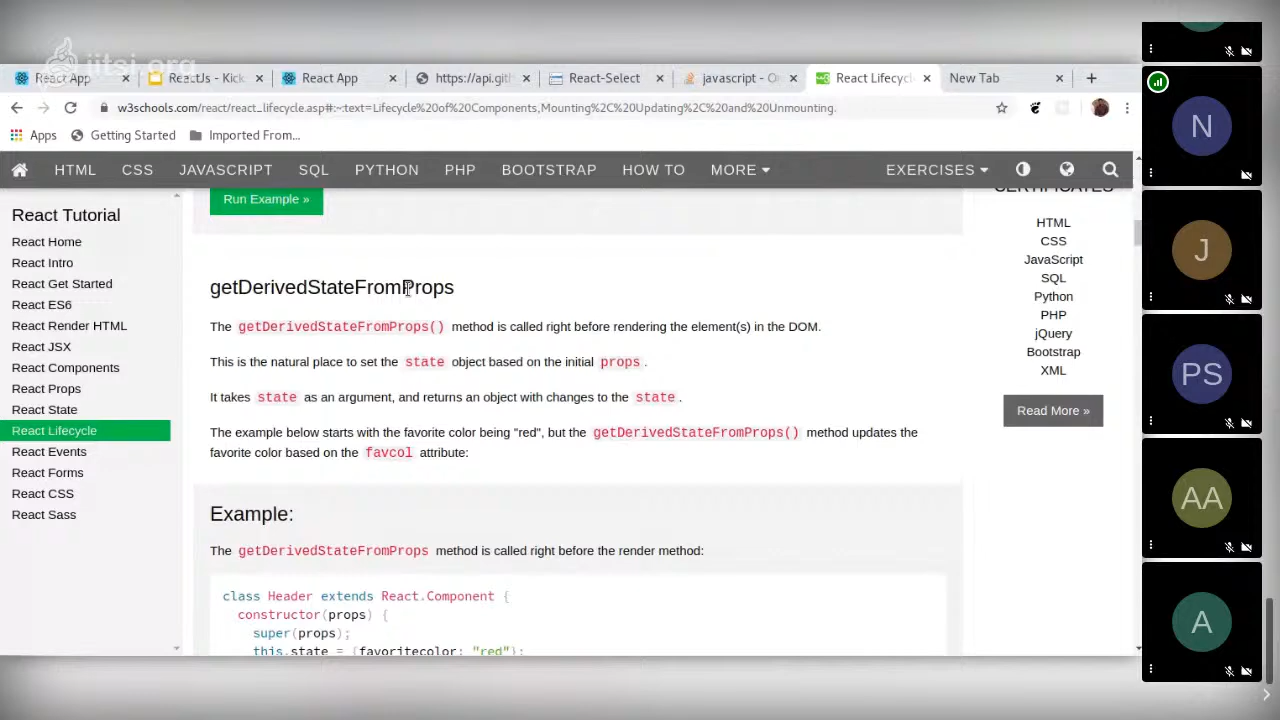 iitsi.org
React App
ReactJs - Kick
React App
https://api.gith
React-Select
javascript - O
React Lifecycle
New Tab
w3schools.com/react/react_lifecycle.asp#:~:text=Lifecycle%20of%20Components,Mounting%2C%20Updating%2C%20and%20Unmounting.
Apps Getting Started Imported From...
HTML CSS JAVASCRIPT SQL PYTHON PHP BOOTSTRAP HOW TO MORE EXERCISES
React Tutorial
React Home
React Intro
React Get Started
React ES6
React Render HTML
React JSX
React Components
React Props
React State
React Lifecycle
React Events
React Forms
React CSS
React Sass
Run Example »
getDerivedStateFromProps
The getDerivedStateFromProps() method is called right before rendering the element(s) in the DOM.
This is the natural place to set the state object based on the initial props.
It takes state as an argument, and returns an object with changes to the state.
The example below starts with the favorite color being "red", but the getDerivedStateFromProps() method updates the
favorite color based on the favcol attribute:
Example:
The getDerivedStateFromProps method is called right before the render method:
class Header extends React.Component {
constructor(props) {
super(props);
this.state = {favoritecolor: "red"};
CERTIFICATES
HTML
CSS
JavaScript
SQL
Python
PHP
jQuery
Bootstrap
XML
Read More »
N
J
PS
AA
A